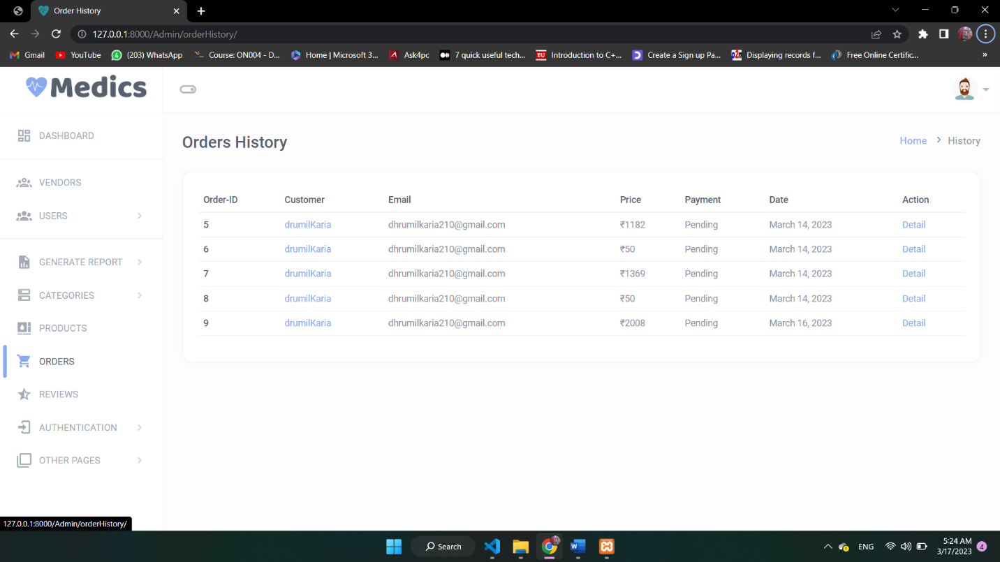 Order History
127.0.0.1:8000/Admin/orderHistory/
Gmail YouTube (203) WhatsApp Course: ON004 - D... Home | Microsoft 3... Ask4pc 7 quick useful tech... Introduction to C+... Create a Sign up Pa... Displaying records f... Free Online Certific... »
Medics
DASHBOARD
VENDORS
USERS
GENERATE REPORT
CATEGORIES
PRODUCTS
ORDERS
REVIEWS
AUTHENTICATION
OTHER PAGES
Orders History
Home > History
Order-ID Customer Email Price Payment Date Action
5 drumilKaria dhrumilkaria210@gmail.com ₹1182 Pending March 14, 2023 Detail
6 drumilKaria dhrumilkaria210@gmail.com ₹50 Pending March 14, 2023 Detail
7 drumilKaria dhrumilkaria210@gmail.com ₹1369 Pending March 14, 2023 Detail
8 drumilKaria dhrumilkaria210@gmail.com ₹50 Pending March 14, 2023 Detail
9 drumilKaria dhrumilkaria210@gmail.com ₹2008 Pending March 16, 2023 Detail
127.0.0.1:8000/Admin/orderHistory/
Search
ENG
5:24 AM
3/17/2023
4